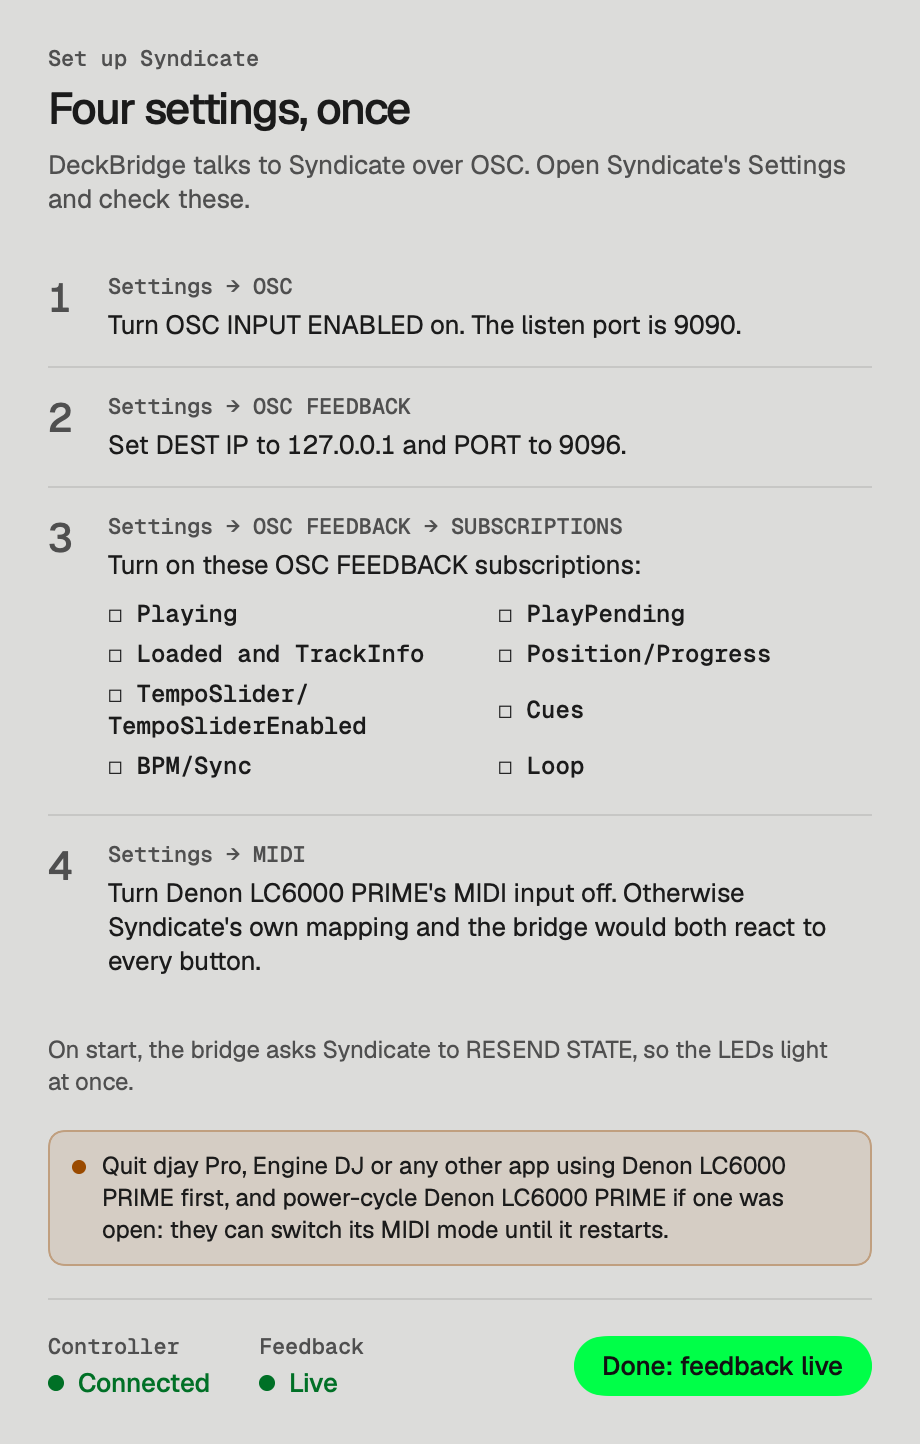 Set up Syndicate
Four settings, once
DeckBridge talks to Syndicate over OSC. Open Syndicate's Settings
and check these.
1
Settings → OSC
Turn OSC INPUT ENABLED on. The listen port is 9090.
2
Settings → OSC FEEDBACK
Set DEST IP to 127.0.0.1 and PORT to 9096.
3
Settings → OSC FEEDBACK → SUBSCRIPTIONS
Turn on these OSC FEEDBACK subscriptions:
□ Playing
□ PlayPending
□ Loaded and TrackInfo
□ Position/Progress
□ TempoSlider/
TempoSliderEnabled
□ Cues
□ BPM/Sync
□ Loop
4
Settings → MIDI
Turn Denon LC6000 PRIME's MIDI input off. Otherwise
Syndicate's own mapping and the bridge would both react to
every button.
On start, the bridge asks Syndicate to RESEND STATE, so the LEDs light
at once.
Quit djay Pro, Engine DJ or any other app using Denon LC6000
PRIME first, and power-cycle Denon LC6000 PRIME if one was
open: they can switch its MIDI mode until it restarts.
Controller
Connected
Feedback
Live
Done: feedback live